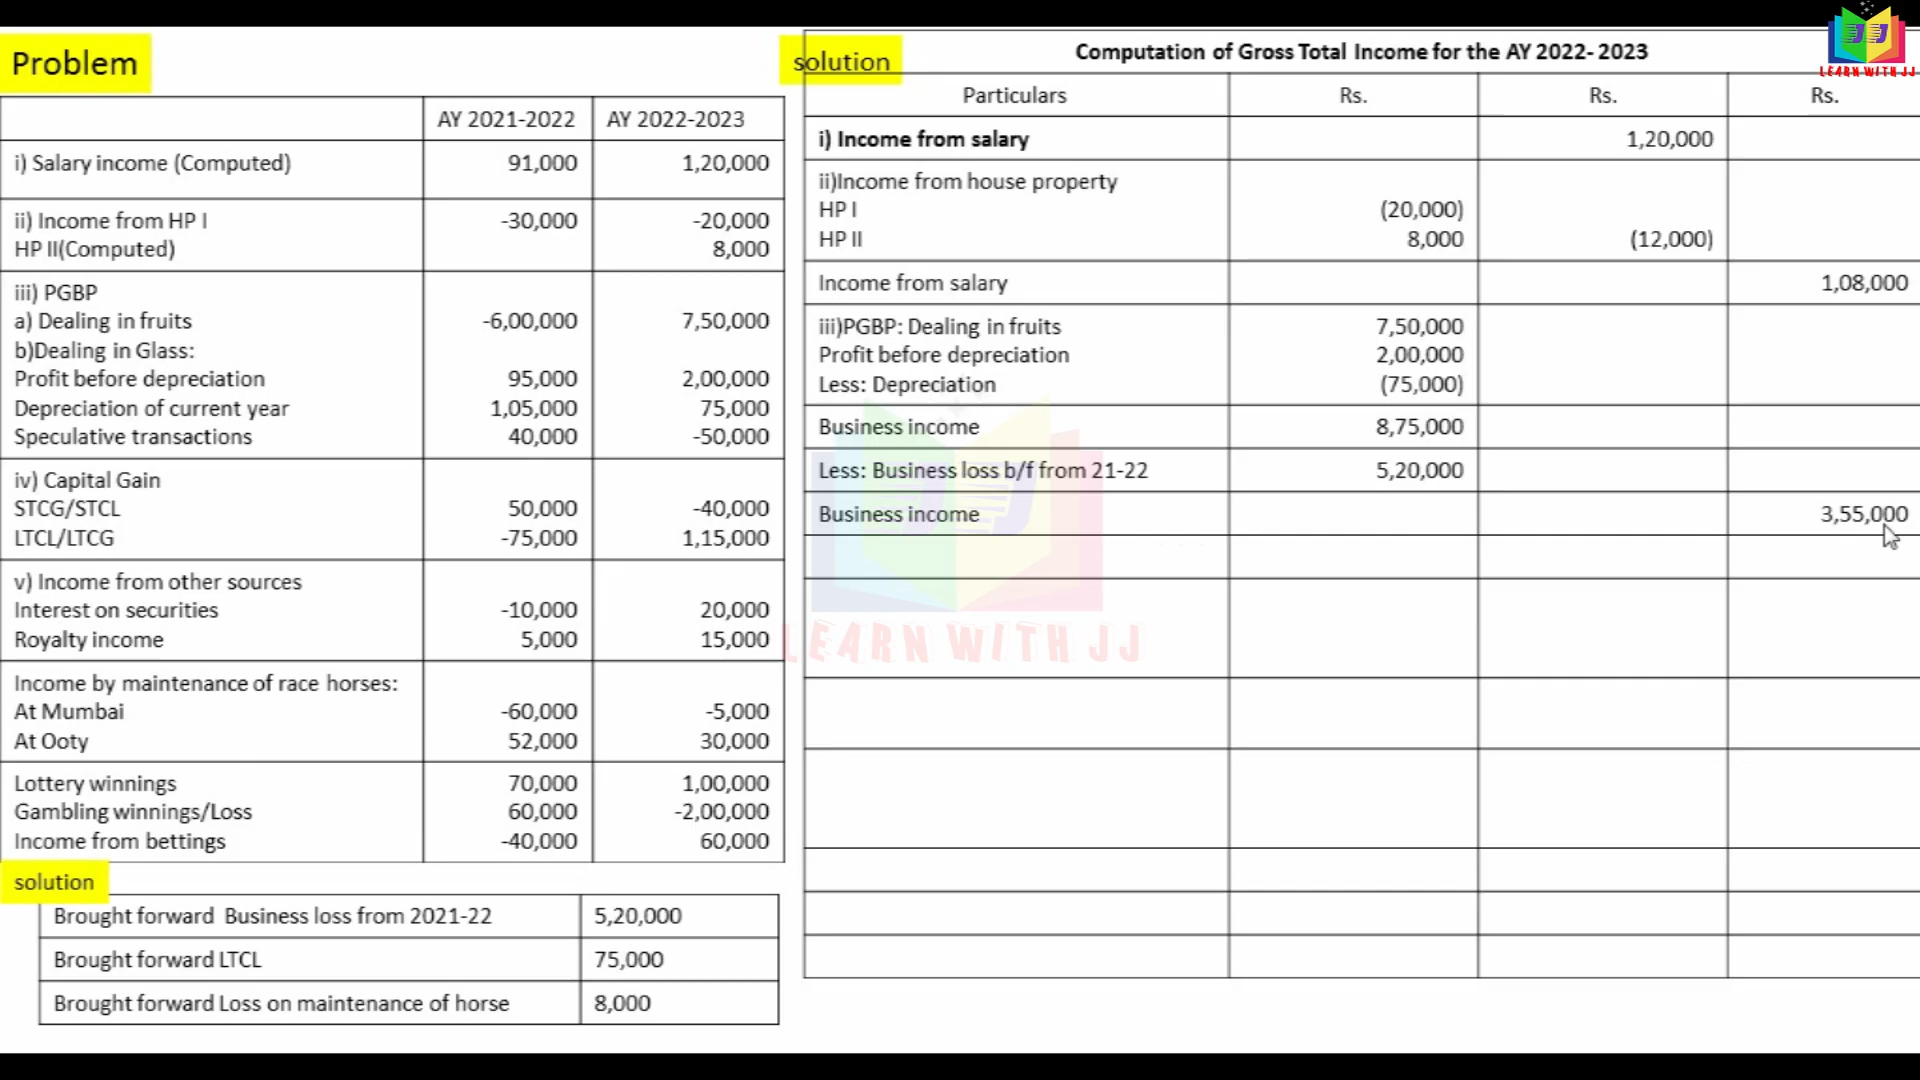 Problem
AY 2021-2022 AY 2022-2023
i) Salary income (Computed) 91,000 1,20,000
ii) Income from HP I -30,000 -20,000
HP II(Computed) 8,000
iii) PGBP
a) Dealing in fruits -6,00,000 7,50,000
b)Dealing in Glass:
Profit before depreciation 95,000 2,00,000
Depreciation of current year 1,05,000 75,000
Speculative transactions 40,000 -50,000
iv) Capital Gain
STCG/STCL 50,000 -40,000
LTCL/LTCG -75,000 1,15,000
v) Income from other sources
Interest on securities -10,000 20,000
Royalty income 5,000 15,000
Income by maintenance of race horses:
At Mumbai -60,000 -5,000
At Ooty 52,000 30,000
Lottery winnings 70,000 1,00,000
Gambling winnings/Loss 60,000 -2,00,000
Income from bettings -40,000 60,000
solution
Brought forward Business loss from 2021-22 5,20,000
Brought forward LTCL 75,000
Brought forward Loss on maintenance of horse 8,000
solution
Computation of Gross Total Income for the AY 2022- 2023
Particulars Rs. Rs. Rs.
i) Income from salary 1,20,000
ii)Income from house property
HP I (20,000)
HP II 8,000 (12,000)
Income from salary 1,08,000
iii)PGBP: Dealing in fruits 7,50,000
Profit before depreciation 2,00,000
Less: Depreciation (75,000)
Business income 8,75,000
Less: Business loss b/f from 21-22 5,20,000
Business income 3,55,000
LEARN WITH JJ
JJ
LEARN WITH JJ